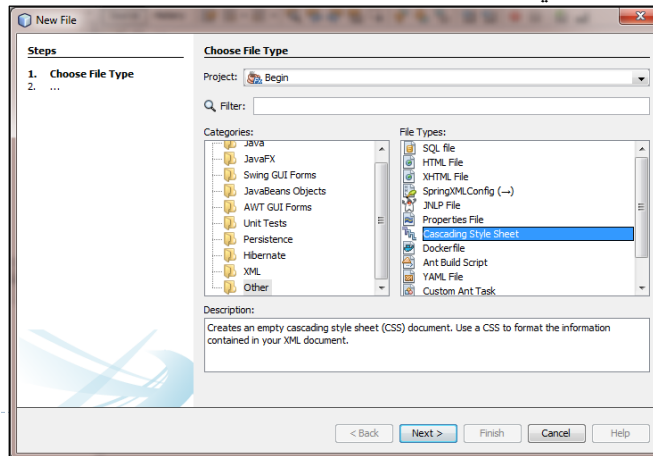 New File
Steps
1. Choose File Type
2. ...
Choose File Type
Project: Begin
Filter:
Categories:
Java
JavaFX
Swing GUI Forms
JavaBeans Objects
AWT GUI Forms
Unit Tests
Persistence
Hibernate
XML
Other
File Types:
SQL file
HTML File
XHTML File
SpringXMLConfig (→)
JNLP File
Properties File
Cascading Style Sheet
Dockerfile
Ant Build Script
YAML File
Custom Ant Task
Description:
Creates an empty cascading style sheet (CSS) document. Use a CSS to format the information
contained in your XML document.
< Back Next > Finish Cancel Help